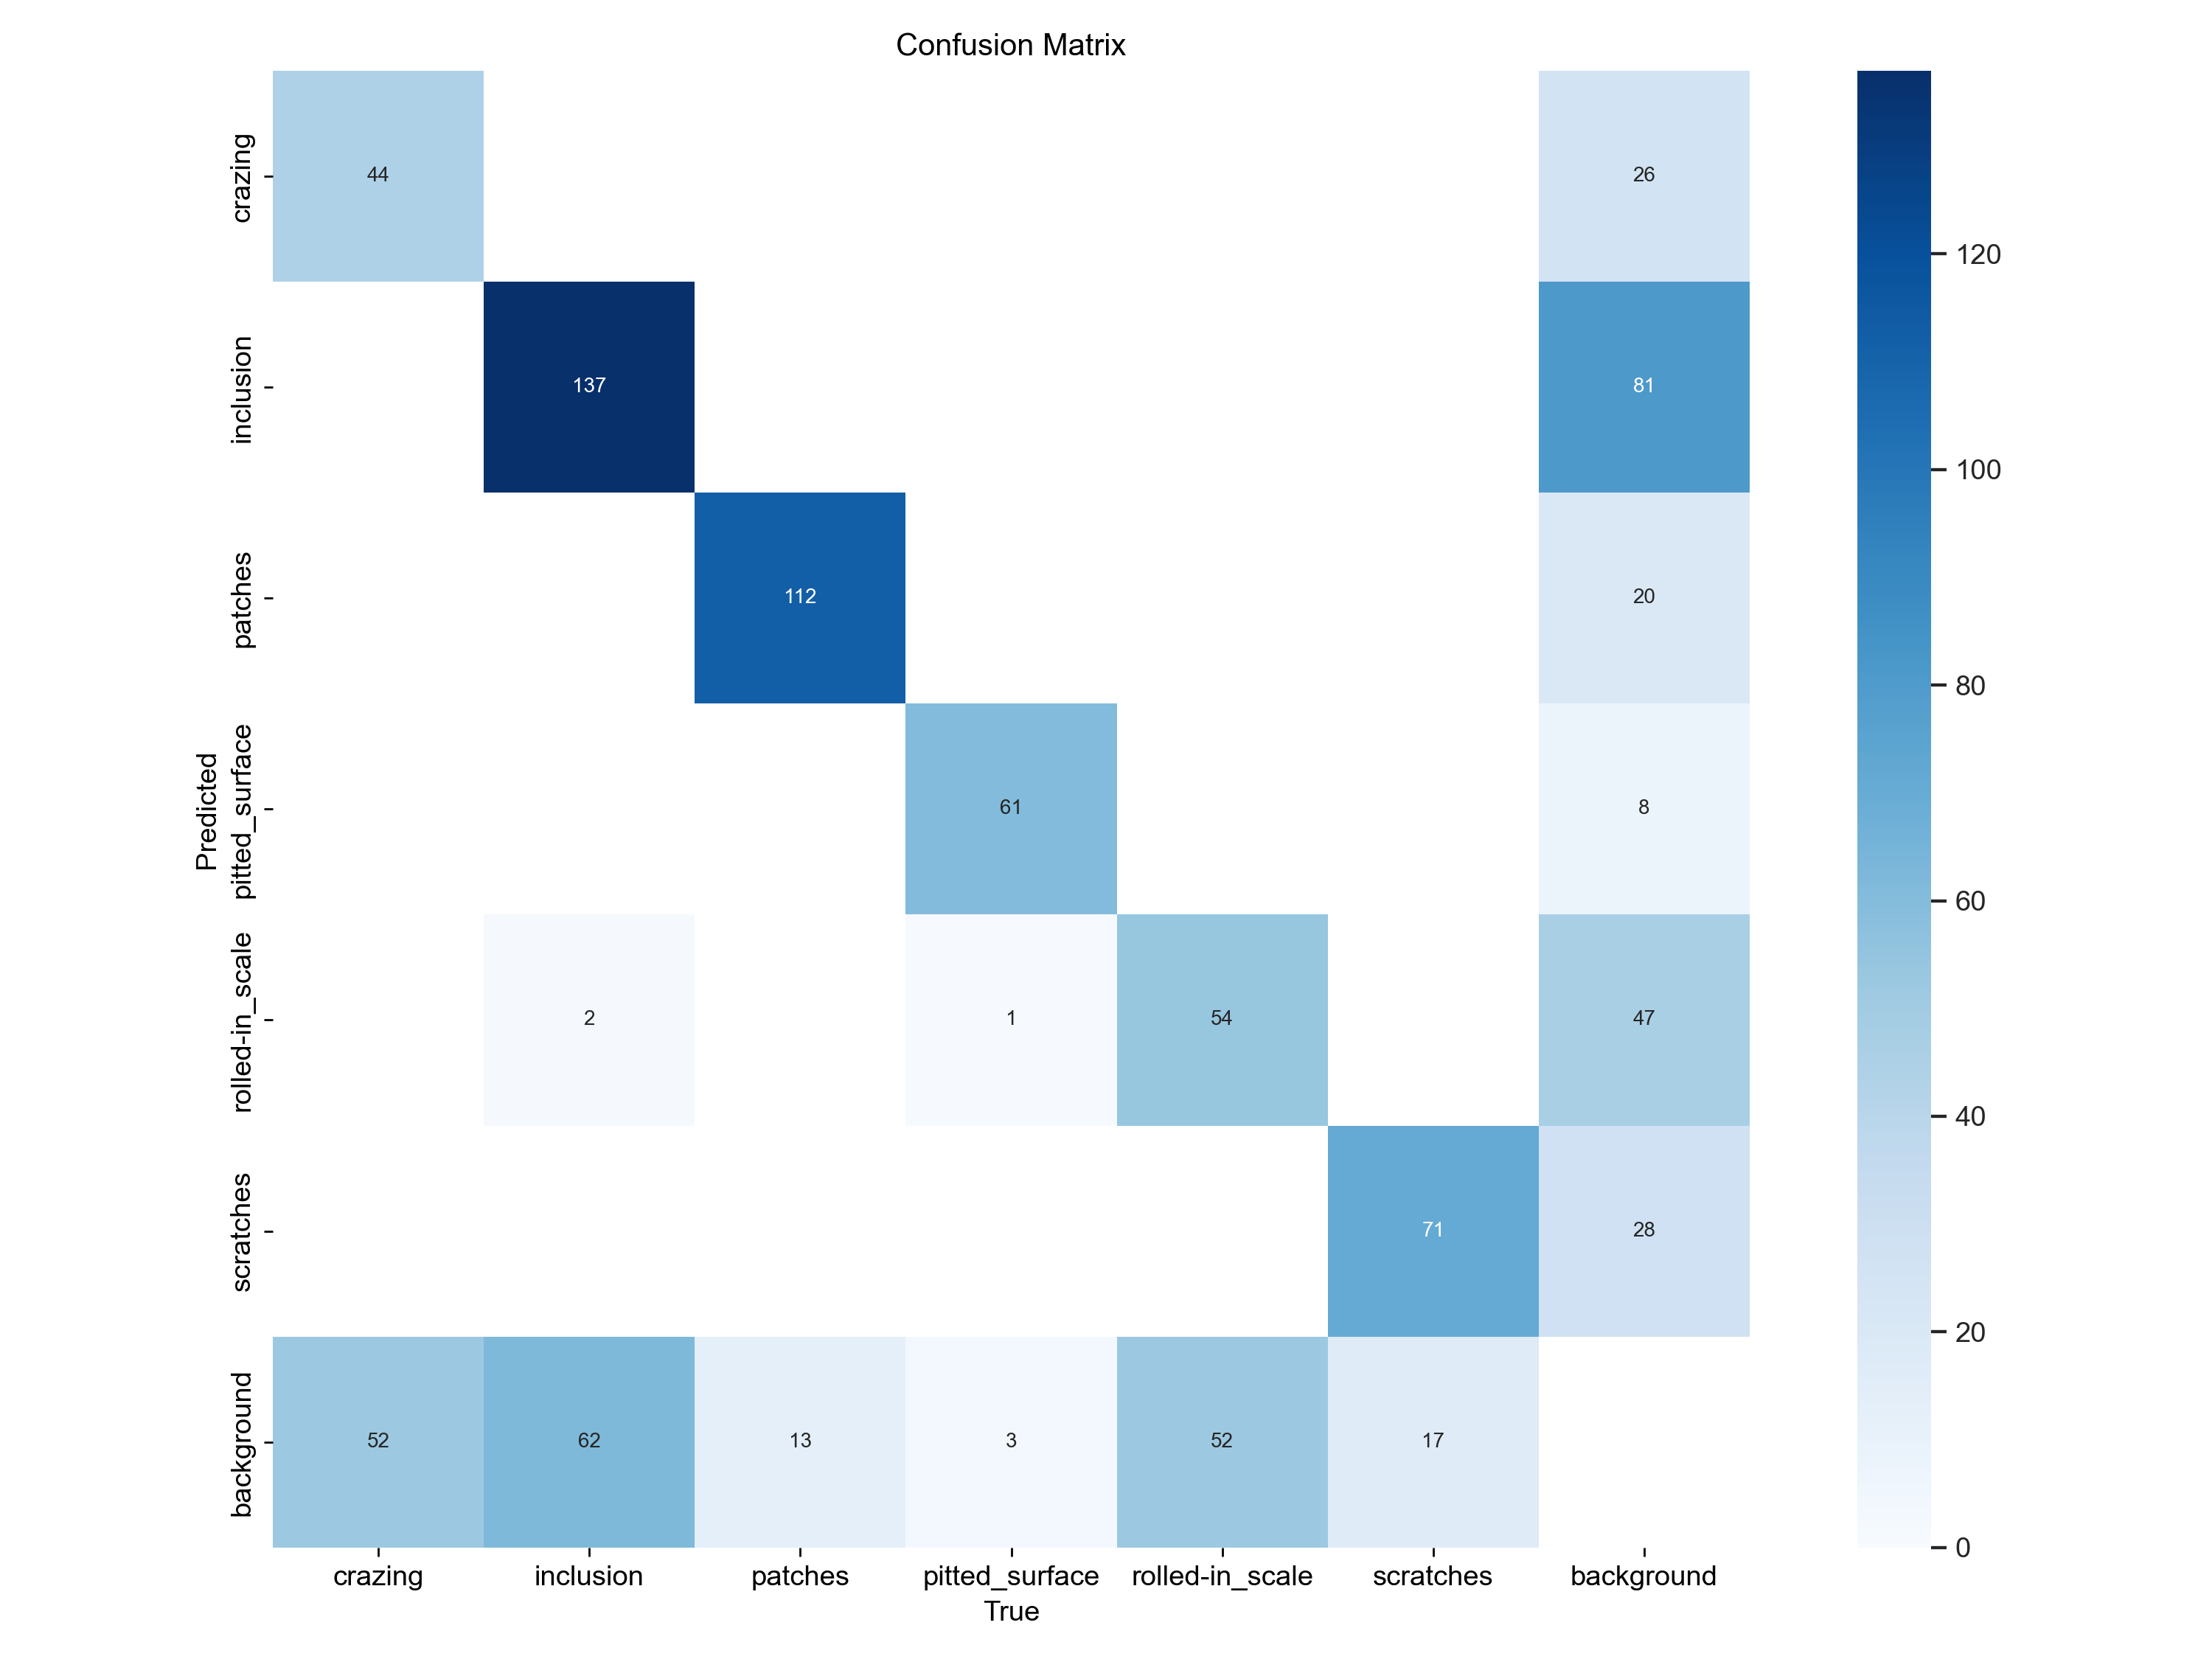 Confusion Matrix
crazing
44
26
120
inclusion
137
81
100
patches
112
20
80
Predicted
pitted_surface
61
8
60
rolled-in_scale
2
1
54
47
40
scratches
71
28
20
background
52
62
13
3
52
17
0
crazing
inclusion
patches
pitted_surface
rolled-in_scale
scratches
background
True